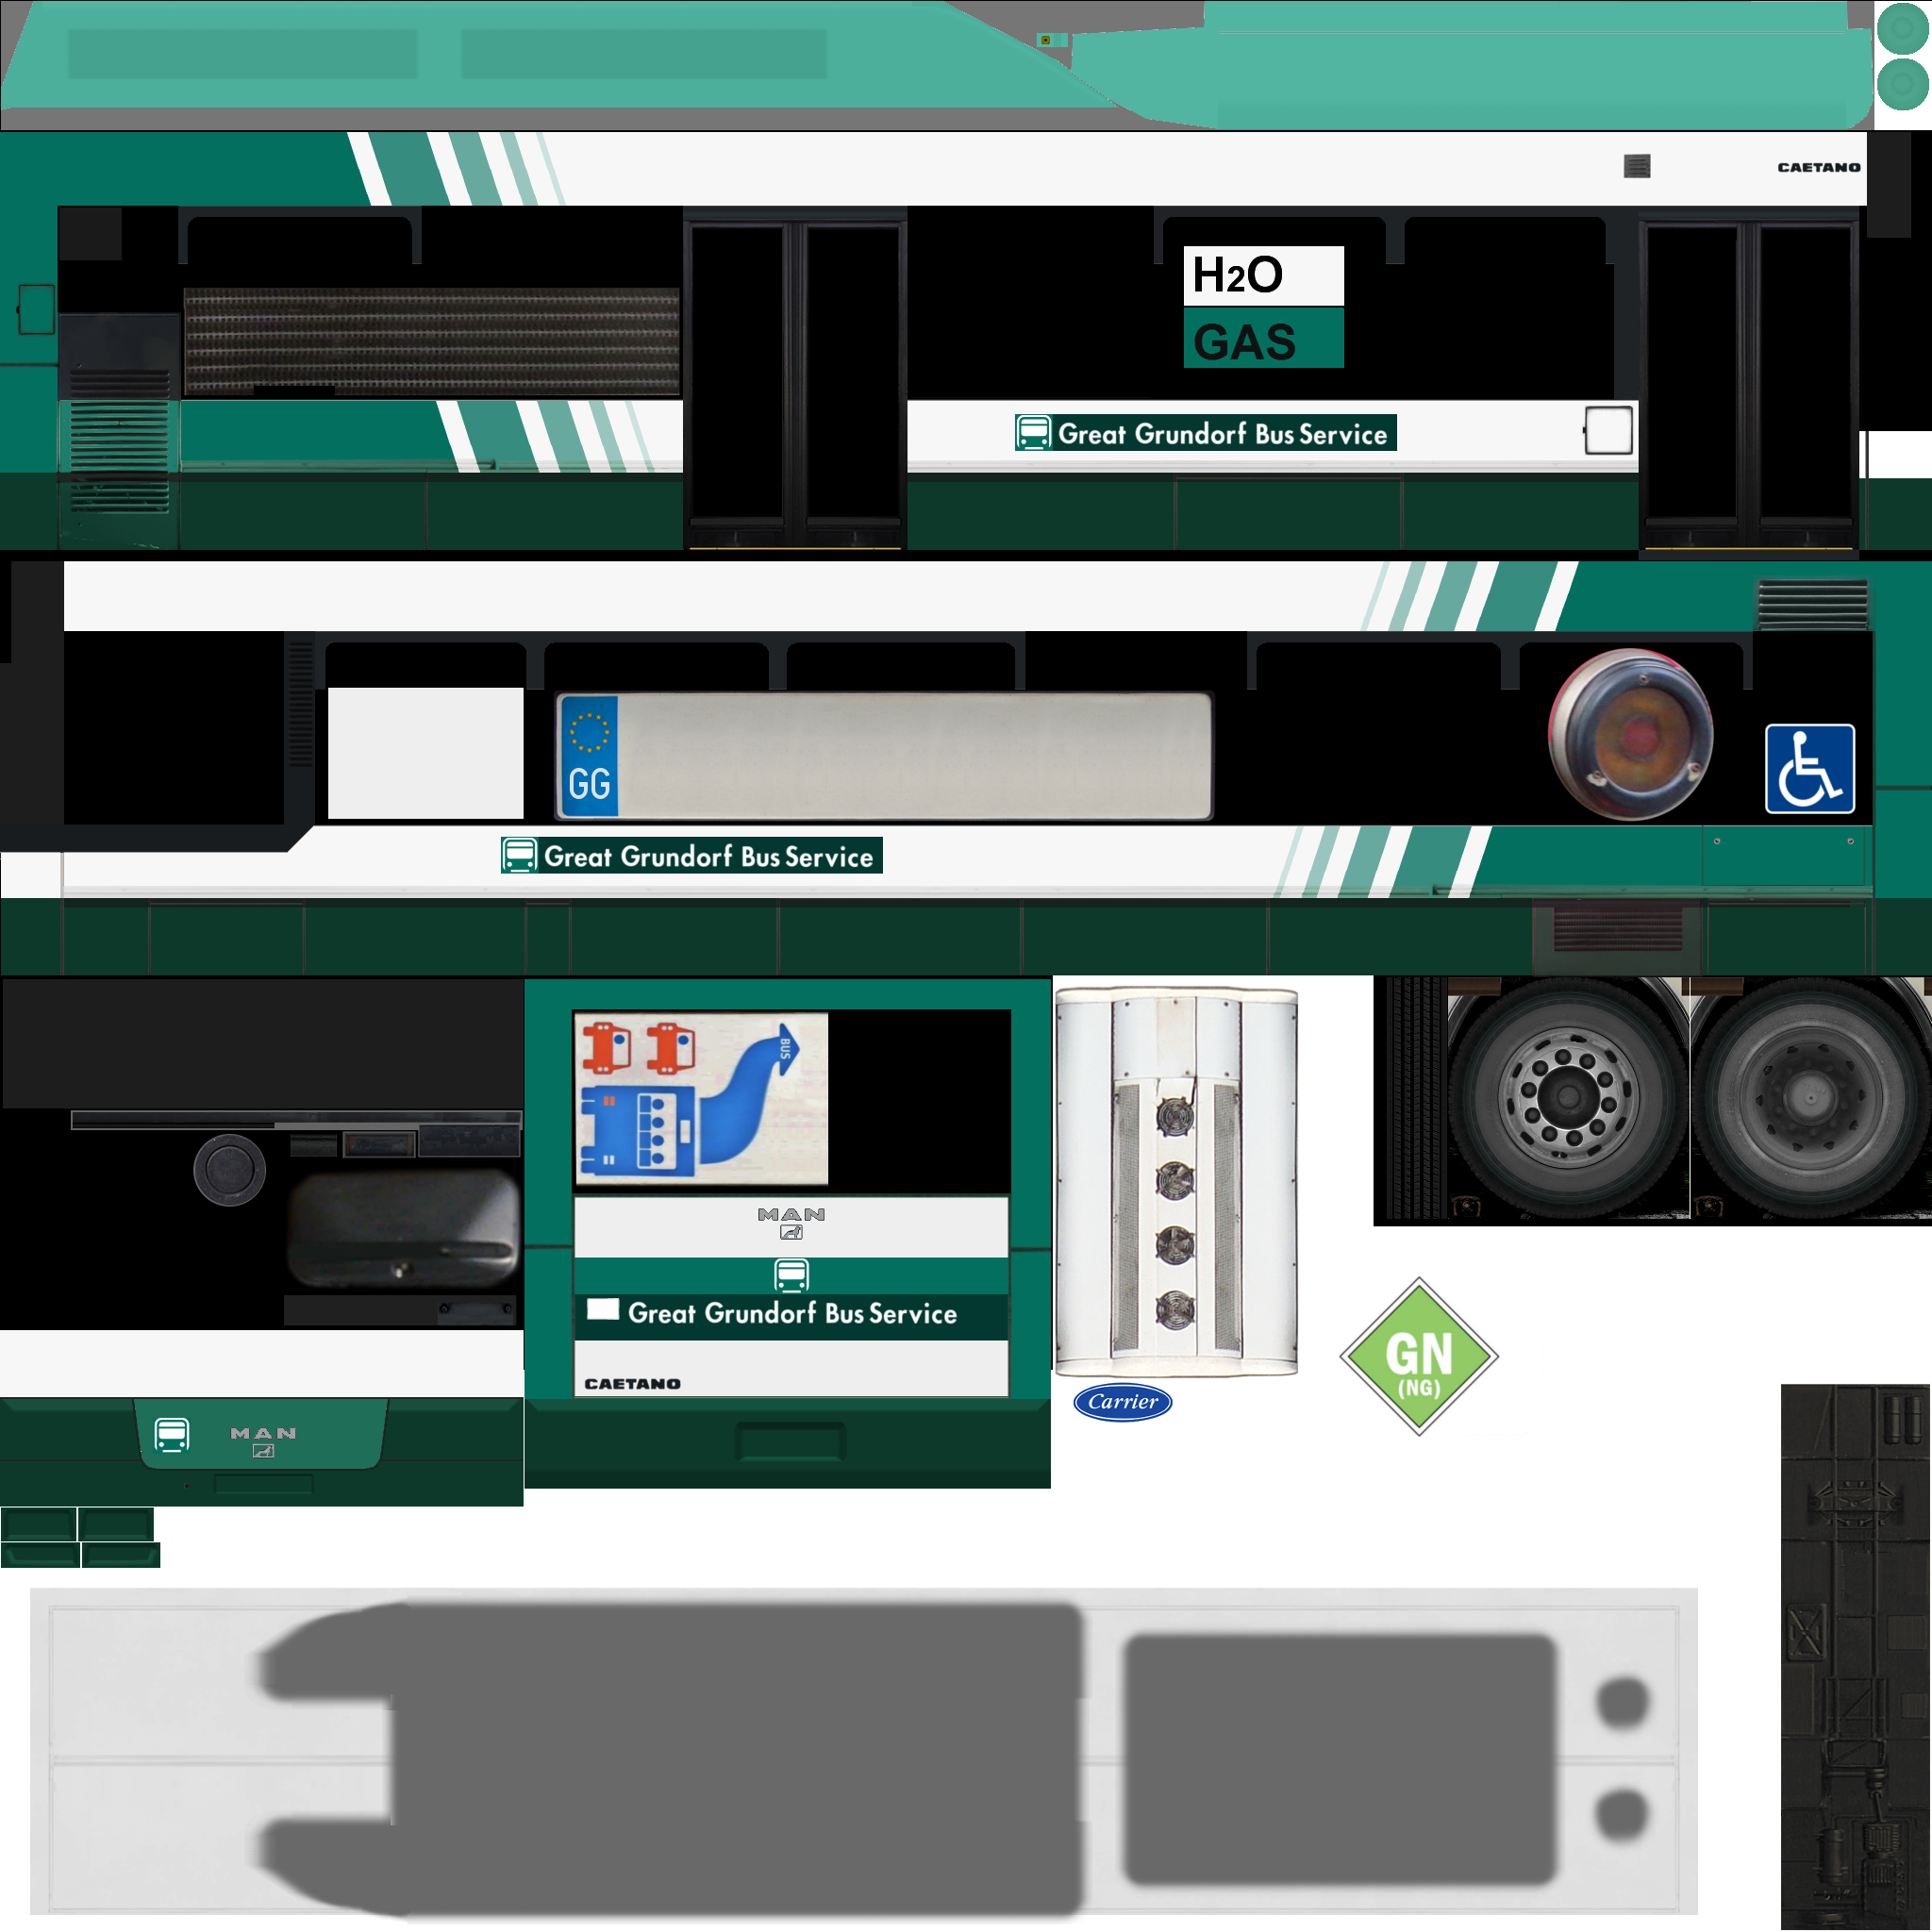 CAETANO
H2O
GAS
Great Grundorf Bus Service
GG
Great Grundorf Bus Service
BUS
MAN
Great Grundorf Bus Service
CAETANO
Carrier
GN
(NG)
MAN